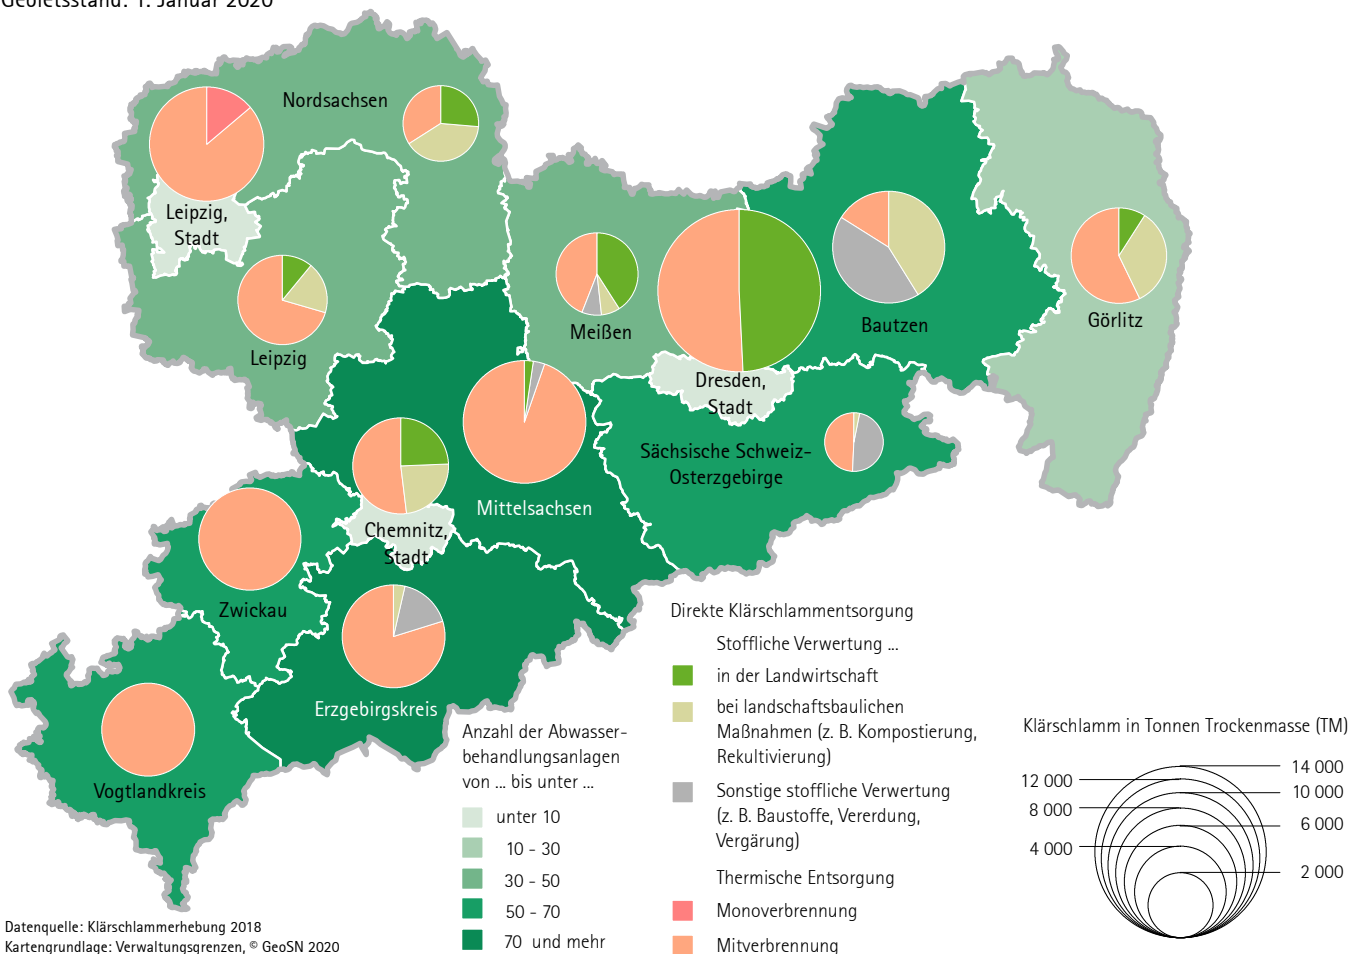 Gebietsstand: 1. Januar 2020
Nordsachsen
Leipzig,
Stadt
Leipzig
Meißen
Dresden,
Stadt
Bautzen
Görlitz
Sächsische Schweiz-
Osterzgebirge
Mittelsachsen
Chemnitz,
Stadt
Zwickau
Erzgebirgskreis
Vogtlandkreis
Anzahl der Abwasser-
behandlungsanlagen
von ... bis unter ...
unter 10
10 - 30
30 - 50
50 - 70
70 und mehr
Direkte Klärschlammentsorgung
Stoffliche Verwertung ...
in der Landwirtschaft
bei landschaftsbaulichen
Maßnahmen (z. B. Kompostierung,
Rekultivierung)
Sonstige stoffliche Verwertung
(z. B. Baustoffe, Vererdung,
Vergärung)
Thermische Entsorgung
Monoverbrennung
Mitverbrennung
Klärschlamm in Tonnen Trockenmasse (TM)
14 000
12 000
10 000
8 000
6 000
4 000
2 000
Datenquelle: Klärschlammerhebung 2018
Kartengrundlage: Verwaltungsgrenzen, © GeoSN 2020